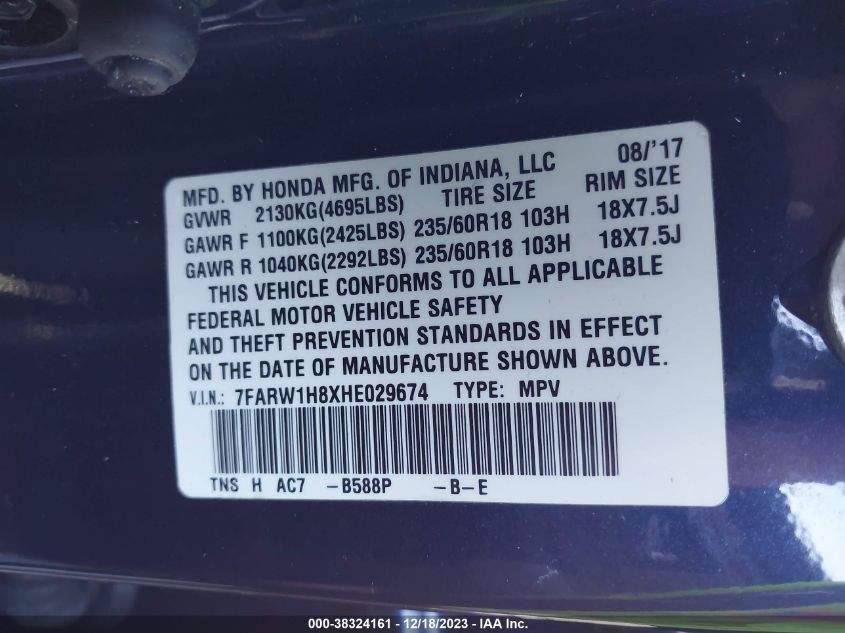 MFD. BY HONDA MFG. OF INDIANA, LLC 08/'17
GVWR 2130KG(4695LBS) TIRE SIZE RIM SIZE
GAWR F 1100KG(2425LBS) 235/60R18 103H 18X7.5J
GAWR R 1040KG(2292LBS) 235/60R18 103H 18X7.5J
THIS VEHICLE CONFORMS TO ALL APPLICABLE
FEDERAL MOTOR VEHICLE SAFETY
AND THEFT PREVENTION STANDARDS IN EFFECT
ON THE DATE OF MANUFACTURE SHOWN ABOVE.
V.I.N.: 7FARW1H8XHE029674 TYPE: MPV
TNS H AC7 -B588P -B-E
000-38324161 - 12/18/2023 - IAA Inc.